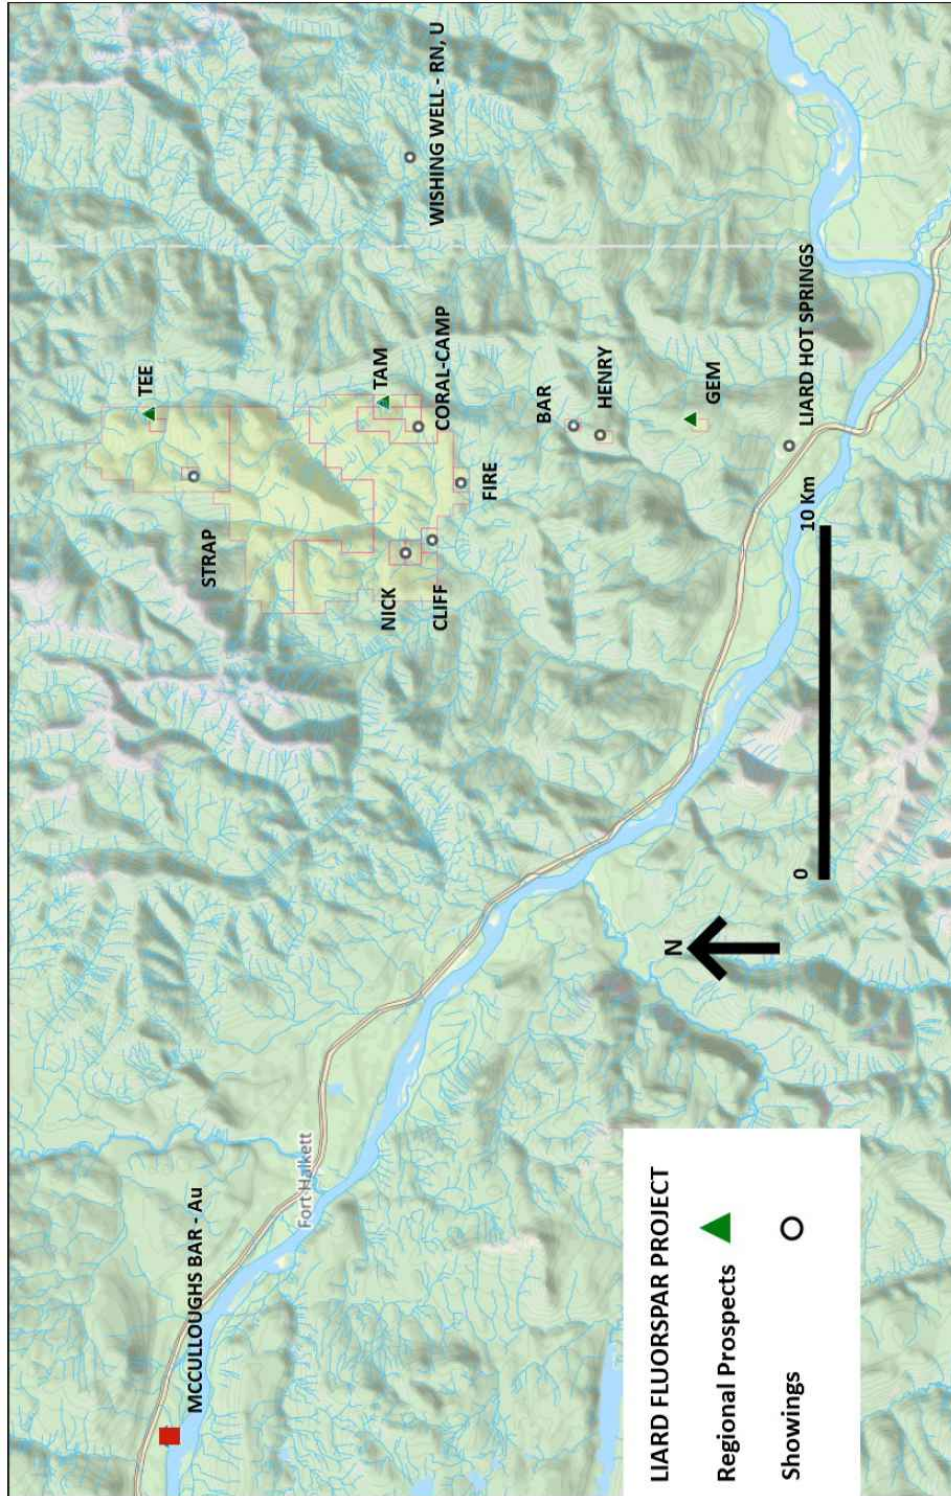 TEE
STRAP
TAM
CORAL-CAMP
NICK
CLIFF
FIRE
WISHING WELL - RN, U
BAR
HENRY
GEM
LIARD HOT SPRINGS
MCCULLOUGHS BAR - Au
Fort Halkett
N
0
10 Km
LIARD FLUORSPAR PROJECT
Regional Prospects
Showings